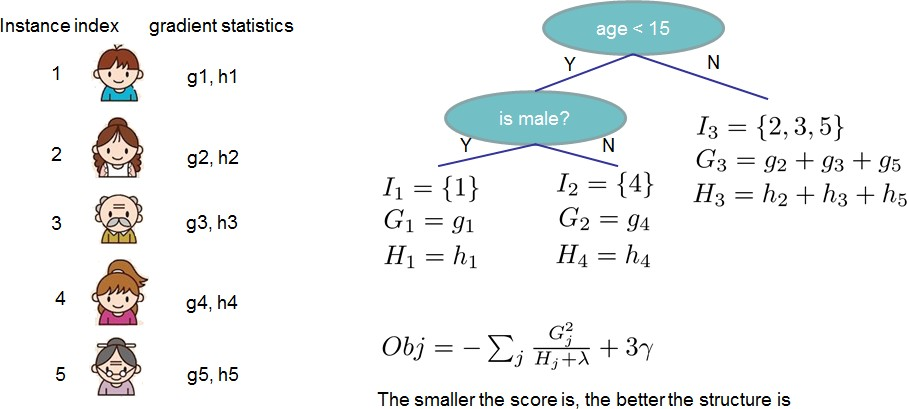 Instance index gradient statistics
1 g1, h1
2 g2, h2
3 g3, h3
4 g4, h4
5 g5, h5
age < 15
Y N
is male?
Y N
I₁ = {1}
G₁ = g₁
H₁ = h₁
I₂ = {4}
G₂ = g₄
H₄ = h₄
I₃ = {2, 3, 5}
G₃ = g₂ + g₃ + g₅
H₃ = h₂ + h₃ + h₅
Obj = − ∑ⱼ Gⱼ²/(Hⱼ+λ) + 3γ
The smaller the score is, the better the structure is